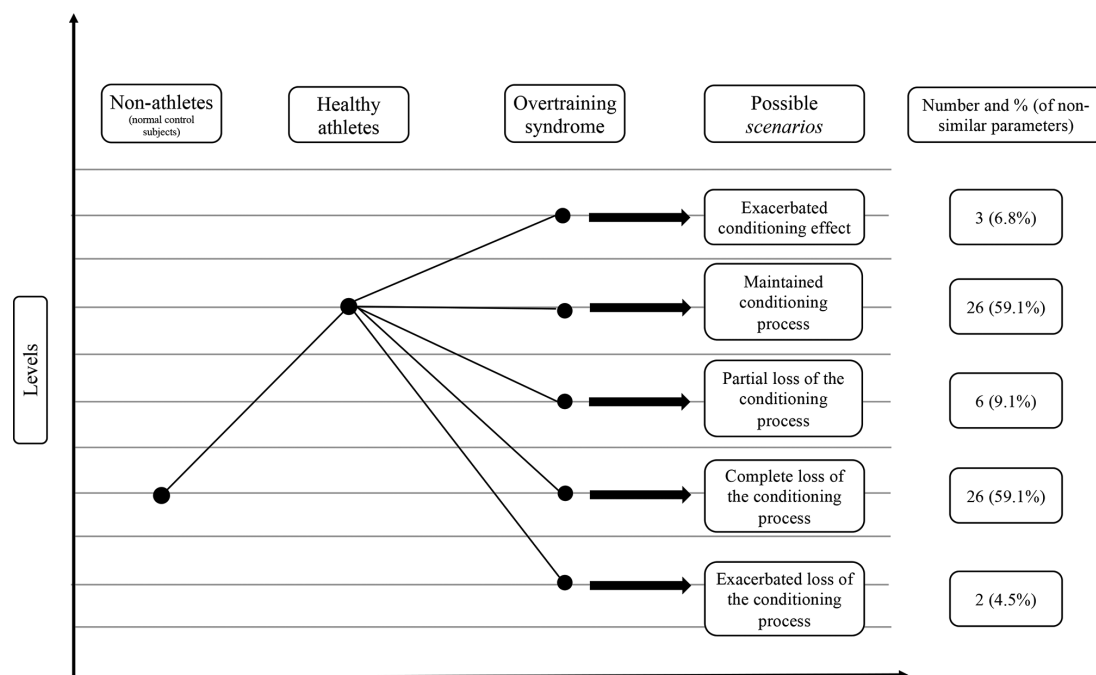 Non-athletes
(normal control
subjects)
Healthy
athletes
Overtraining
syndrome
Possible
scenarios
Number and % (of non-
similar parameters)
Levels
Exacerbated
conditioning effect
3 (6.8%)
Maintained
conditioning
process
26 (59.1%)
Partial loss of the
conditioning
process
6 (9.1%)
Complete loss of
the conditioning
process
26 (59.1%)
Exacerbated loss of
the conditioning
process
2 (4.5%)